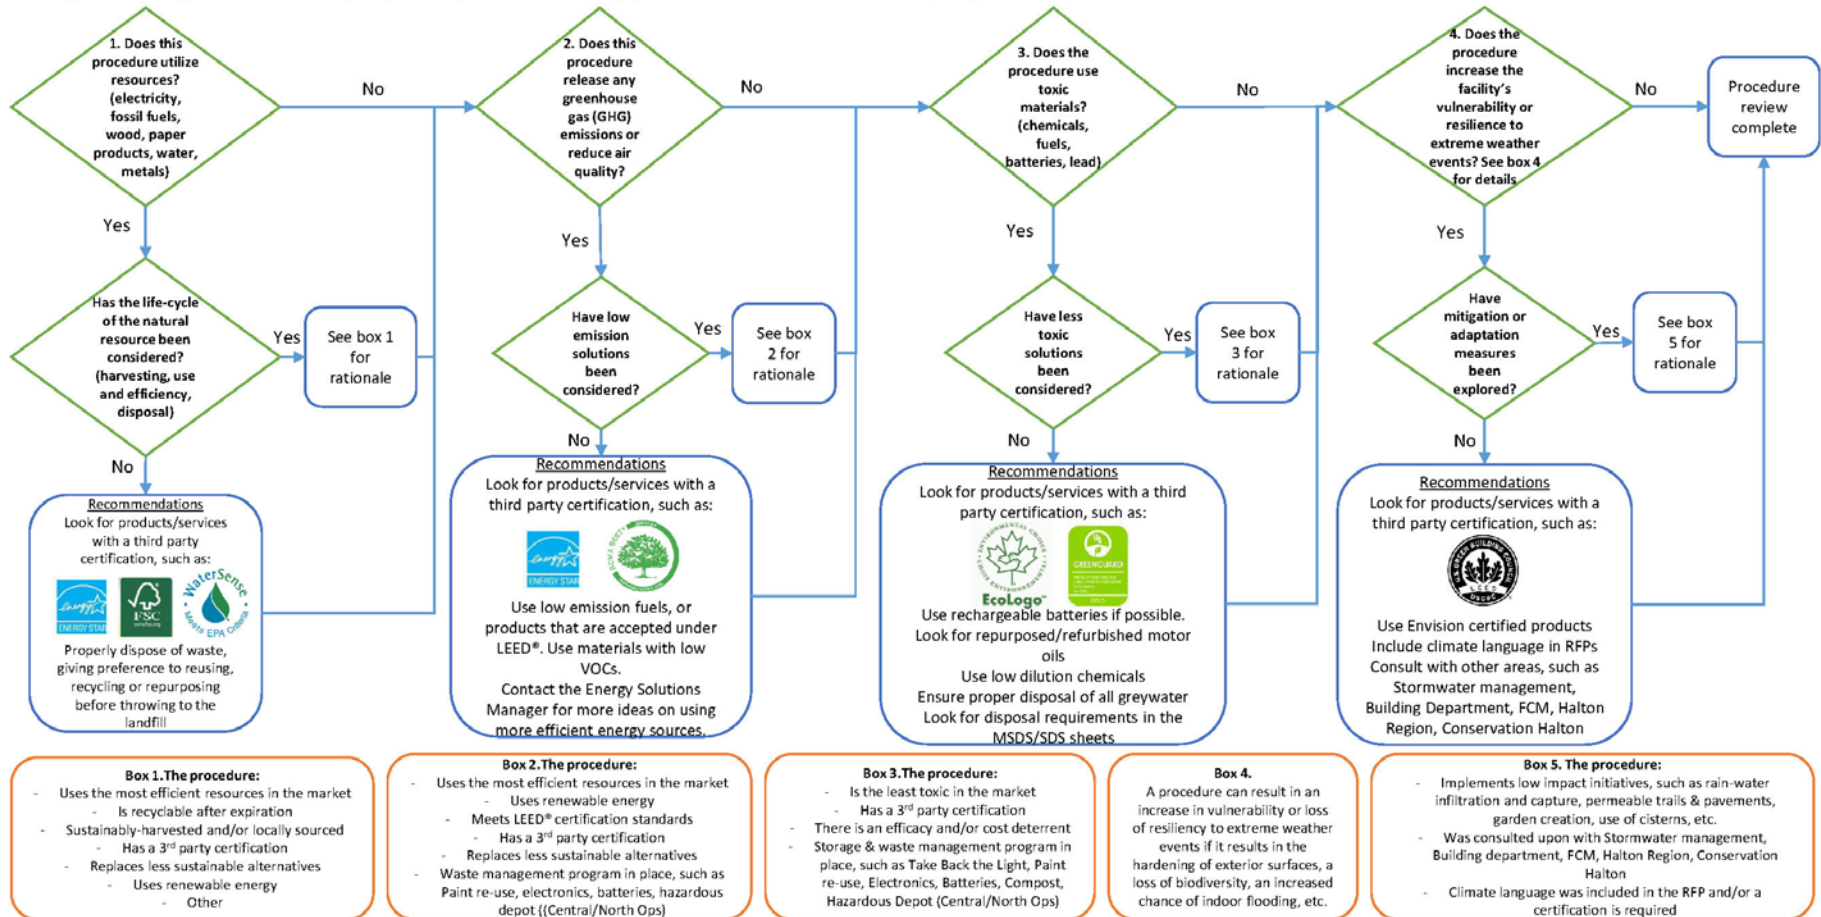 1. Does this
procedure utilize
resources?
(electricity,
fossil fuels,
wood, paper
products, water,
metals)
No
Yes
Has the life-cycle
of the natural
resource been
considered?
(harvesting, use
and efficiency,
disposal)
Yes
See box 1
for
rationale
No
Recommendations
Look for products/services
with a third party
certification, such as:
energy
ENERGY STAR
FSC
WaterSense
Meets EPA Criteria
Properly dispose of waste,
giving preference to reusing,
recycling or repurposing
before throwing to the
landfill
2. Does this
procedure
release any
greenhouse
gas (GHG)
emissions or
reduce air
quality?
No
Yes
Have low
emission
solutions
been
considered?
Yes
See box
2 for
rationale
No
Recommendations
Look for products/services with a
third party certification, such as:
energy
ENERGY STAR
BOMA BEST
Use low emission fuels, or
products that are accepted under
LEED®. Use materials with low
VOCs.
Contact the Energy Solutions
Manager for more ideas on using
more efficient energy sources.
3. Does the
procedure use
toxic
materials?
(chemicals,
fuels,
batteries, lead)
No
Yes
Have less
toxic
solutions
been
considered?
Yes
See box
3 for
rationale
No
Recommendations
Look for products/services with a third
party certification, such as:
ENVIRONMENTAL CHOICE
EcoLogo™
GREENGUARD
Use rechargeable batteries if possible.
Look for repurposed/refurbished motor
oils
Use low dilution chemicals
Ensure proper disposal of all greywater
Look for disposal requirements in the
MSDS/SDS sheets
4. Does the
procedure
increase the
facility's
vulnerability or
resilience to
extreme weather
events? See box 4
for details
No
Procedure
review
complete
Yes
Have
mitigation or
adaptation
measures
been
explored?
Yes
See box
5 for
rationale
No
Recommendations
Look for products/services with a
third party certification, such as:
US GREEN BUILDING COUNCIL
LEED
USGBC
Use Envision certified products
Include climate language in RFPs
Consult with other areas, such as
Stormwater management,
Building Department, FCM, Halton
Region, Conservation Halton
Box 1.The procedure:
- Uses the most efficient resources in the market
- Is recyclable after expiration
- Sustainably-harvested and/or locally sourced
- Has a 3rd party certification
- Replaces less sustainable alternatives
- Uses renewable energy
- Other
Box 2.The procedure:
- Uses the most efficient resources in the market
- Uses renewable energy
- Meets LEED® certification standards
- Has a 3rd party certification
- Replaces less sustainable alternatives
- Waste management program in place, such as
Paint re-use, electronics, batteries, hazardous
depot ((Central/North Ops)
Box 3.The procedure:
- Is the least toxic in the market
- Has a 3rd party certification
- There is an efficacy and/or cost deterrent
- Storage & waste management program in
place, such as Take Back the Light, Paint
re-use, Electronics, Batteries, Compost,
Hazardous Depot (Central/North Ops)
Box 4.
A procedure can result in an
increase in vulnerability or loss
of resiliency to extreme weather
events if it results in the
hardening of exterior surfaces, a
loss of biodiversity, an increased
chance of indoor flooding, etc.
Box 5. The procedure:
- Implements low impact initiatives, such as rain-water
infiltration and capture, permeable trails & pavements,
garden creation, use of cisterns, etc.
- Was consulted upon with Stormwater management,
Building department, FCM, Halton Region, Conservation
Halton
- Climate language was included in the RFP and/or a
certification is required